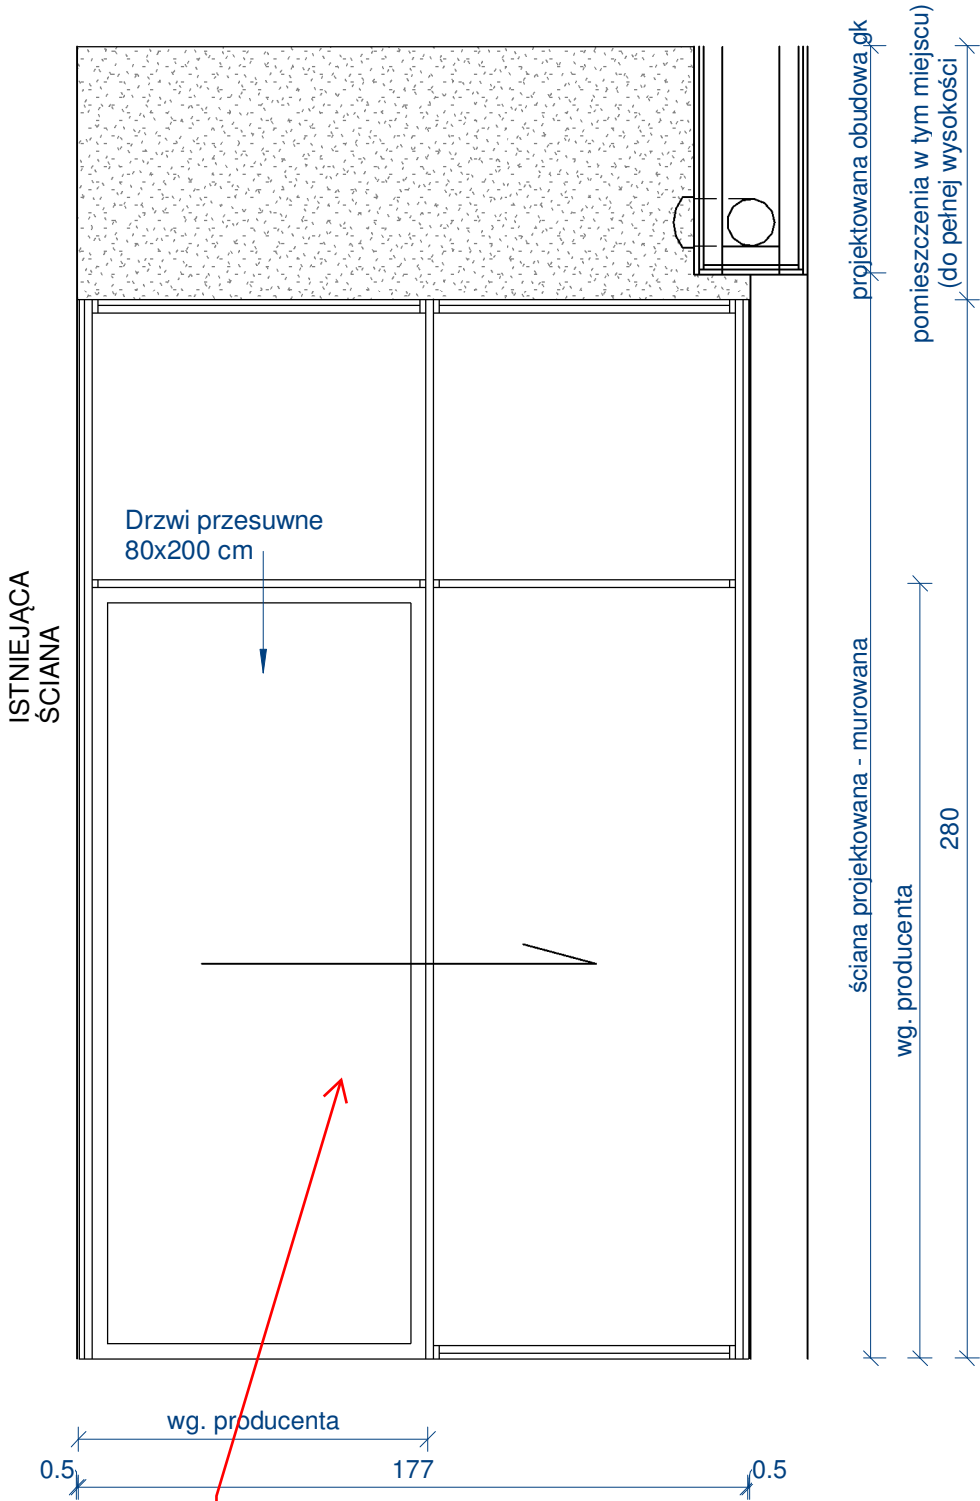 projektowana obudowa gk
pomieszczenia w tym miejscu)
(do pełnej wysokości
Drzwi przesuwne
80x200 cm
ISTNIEJĄCA
ŚCIANA
ściana projektowana - murowana
wg. producenta
280
wg. producenta
0.5
177
0.5